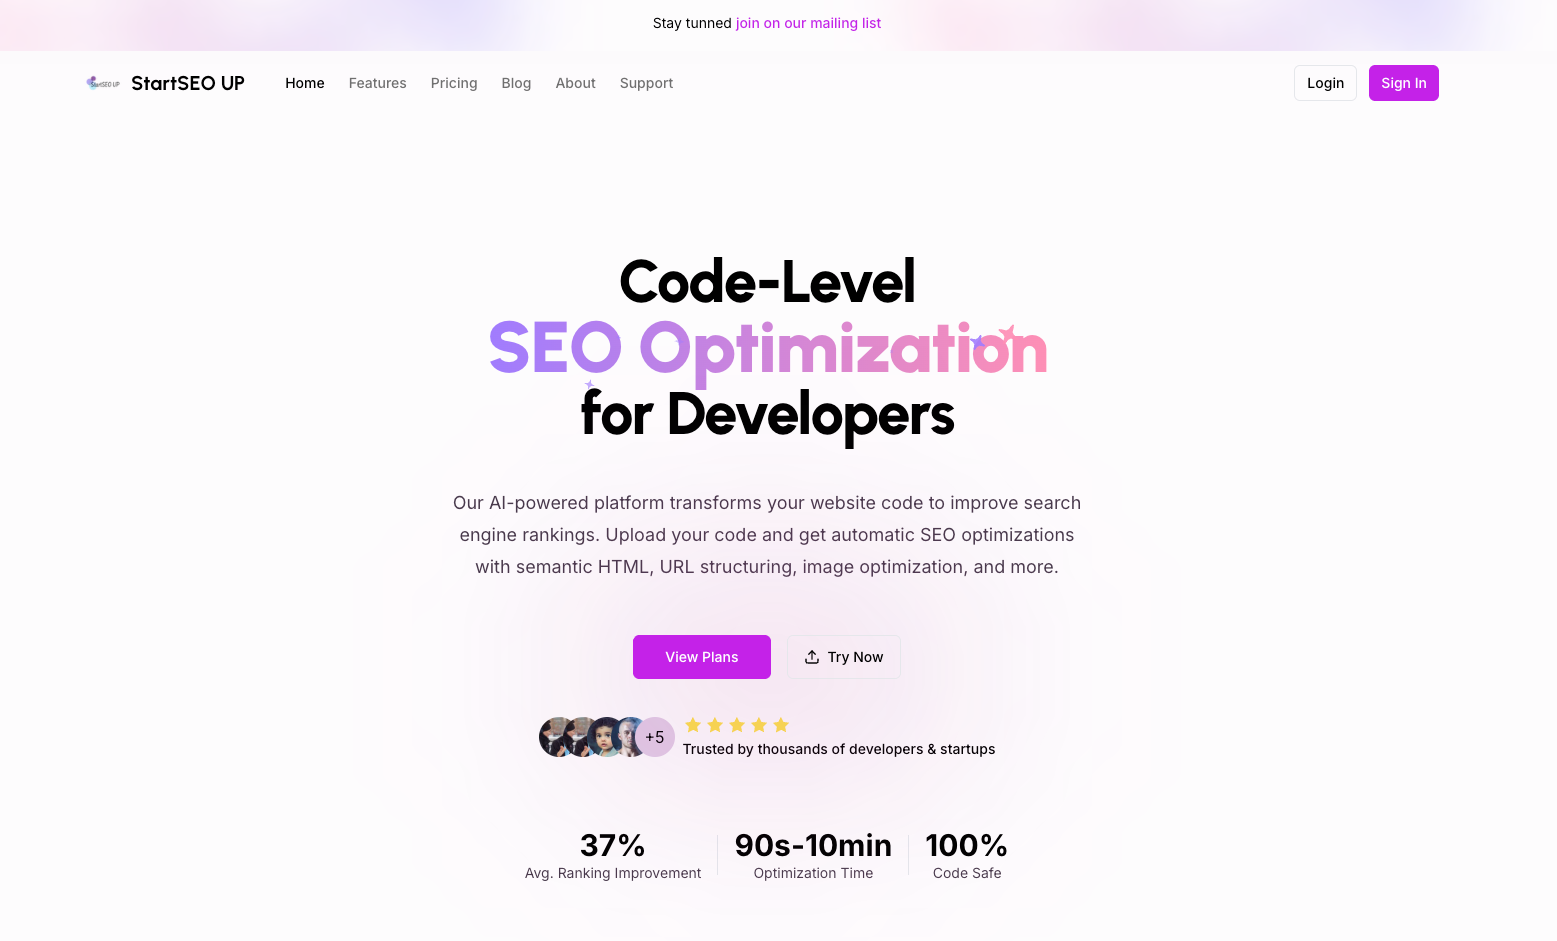 Stay tunned join on our mailing list
StartSEO UP
StartSEO UP
Home
Features
Pricing
Blog
About
Support
Login
Sign In
Code-Level
SEO Optimization
for Developers
Our AI-powered platform transforms your website code to improve search
engine rankings. Upload your code and get automatic SEO optimizations
with semantic HTML, URL structuring, image optimization, and more.
View Plans
Try Now
+5
Trusted by thousands of developers & startups
37%
Avg. Ranking Improvement
90s-10min
Optimization Time
100%
Code Safe